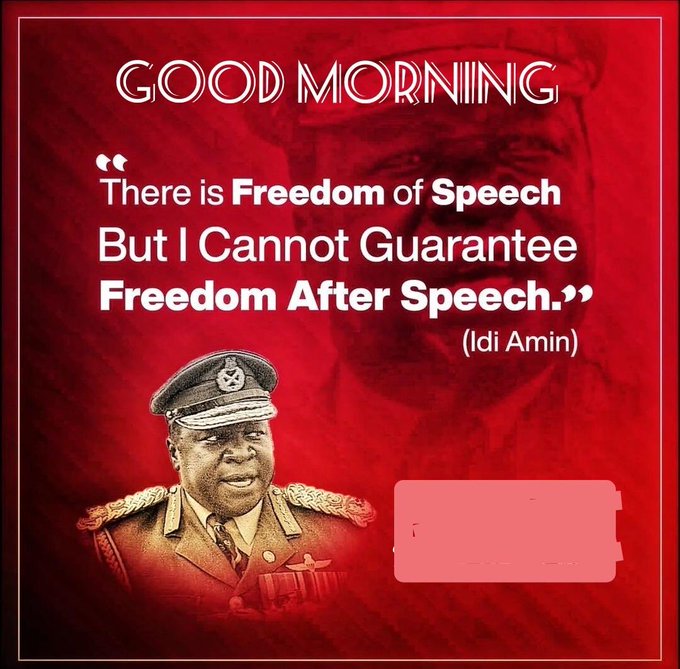 GOOD MORNING
“There is Freedom of Speech
But I Cannot Guarantee
Freedom After Speech.”
(Idi Amin)